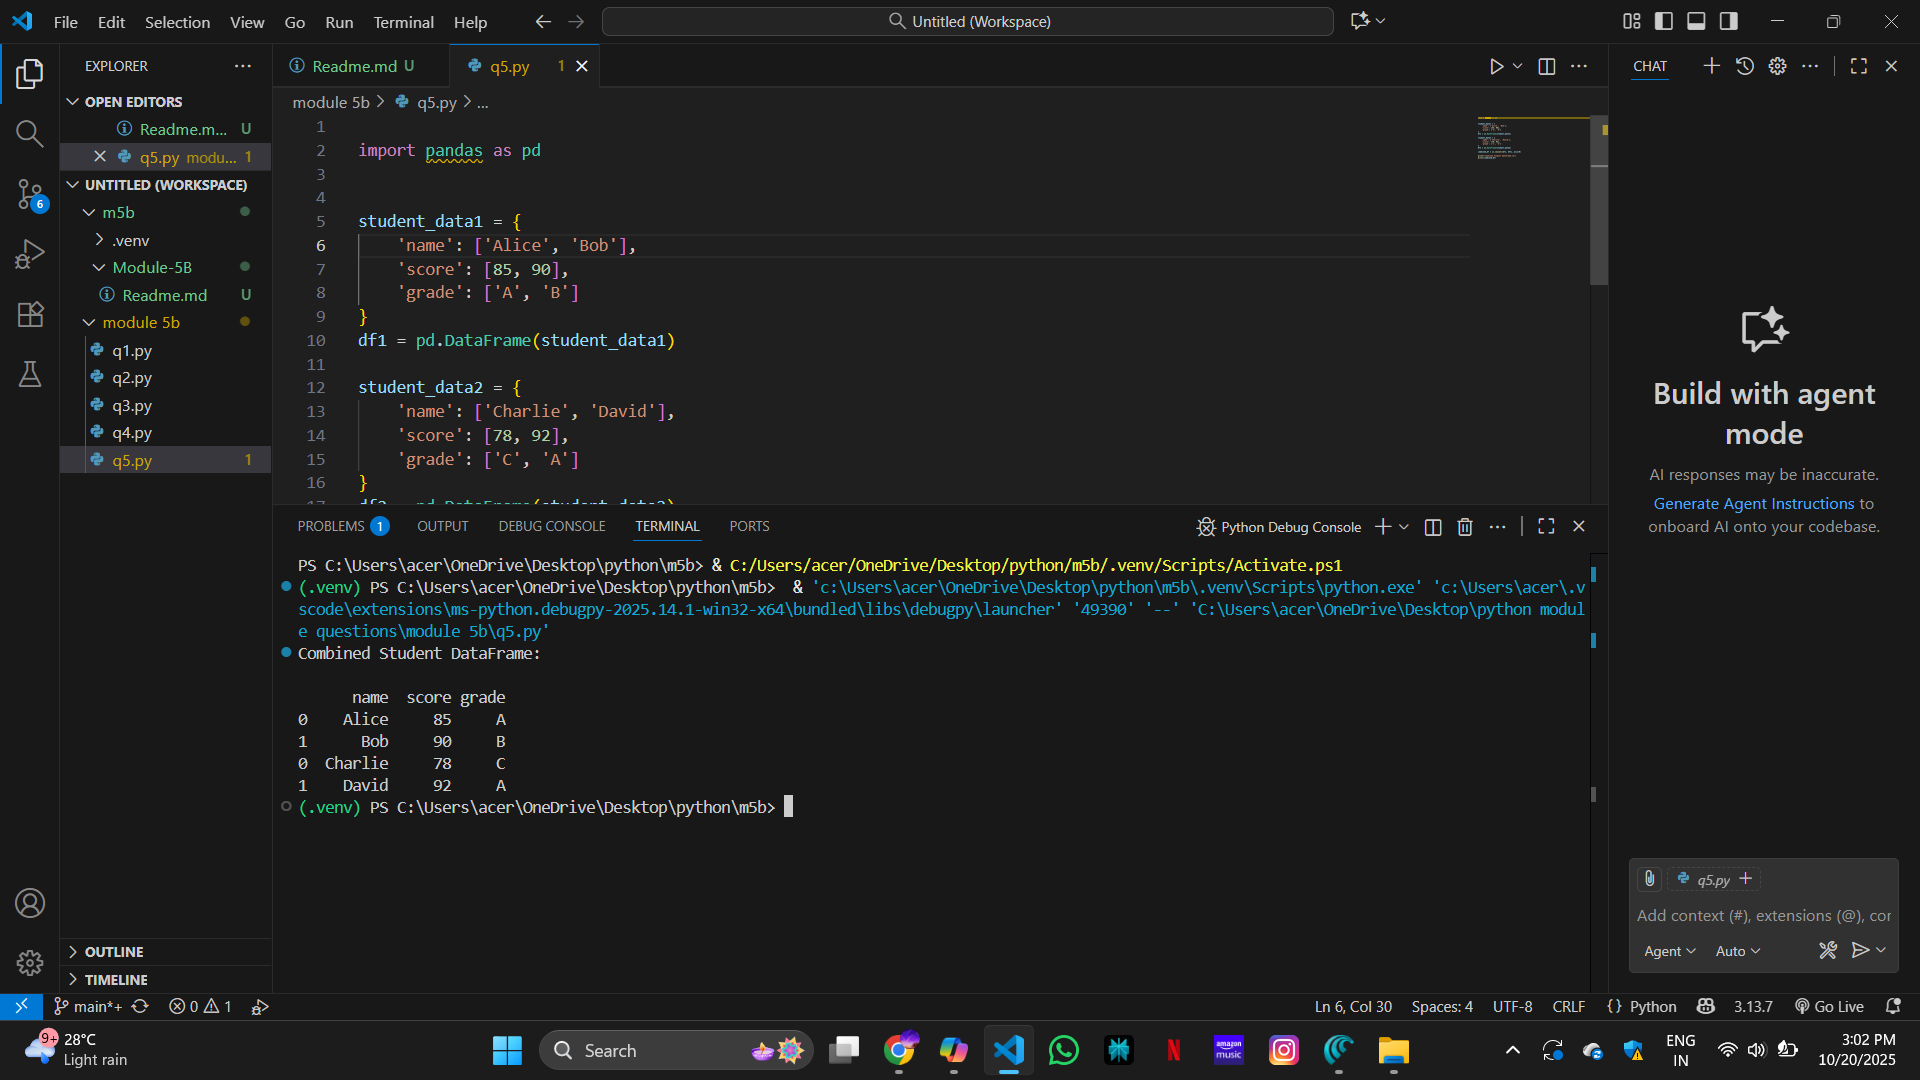 File Edit Selection View Go Run Terminal Help
Untitled (Workspace)
EXPLORER
OPEN EDITORS
Readme.m... U
q5.py modu... 1
UNTITLED (WORKSPACE)
m5b
.venv
Module-5B
Readme.md U
module 5b
q1.py
q2.py
q3.py
q4.py
q5.py 1
OUTLINE
TIMELINE
6
Readme.md U
q5.py 1
module 5b > q5.py > ...
1
2 import pandas as pd
3
4
5 student_data1 = {
6 'name': ['Alice', 'Bob'],
7 'score': [85, 90],
8 'grade': ['A', 'B']
9 }
10 df1 = pd.DataFrame(student_data1)
11
12 student_data2 = {
13 'name': ['Charlie', 'David'],
14 'score': [78, 92],
15 'grade': ['C', 'A']
16 }
17 df2 = pd.DataFrame(student_data2)
PROBLEMS 1 OUTPUT DEBUG CONSOLE TERMINAL PORTS
Python Debug Console
PS C:\Users\acer\OneDrive\Desktop\python\m5b> & C:/Users/acer/OneDrive/Desktop/python/m5b/.venv/Scripts/Activate.ps1
(.venv) PS C:\Users\acer\OneDrive\Desktop\python\m5b>  & 'c:\Users\acer\OneDrive\Desktop\python\m5b\.venv\Scripts\python.exe' 'c:\Users\acer\.v
scode\extensions\ms-python.debugpy-2025.14.1-win32-x64\bundled\libs\debugpy\launcher' '49390' '--' 'C:\Users\acer\OneDrive\Desktop\python modul
e questions\module 5b\q5.py'
Combined Student DataFrame:
name score grade
0 Alice 85 A
1 Bob 90 B
0 Charlie 78 C
1 David 92 A
(.venv) PS C:\Users\acer\OneDrive\Desktop\python\m5b>
CHAT
Build with agent
mode
AI responses may be inaccurate.
Generate Agent Instructions to
onboard AI onto your codebase.
q5.py
Add context (#), extensions (@), cor
Agent Auto
main*+ 0 1
Ln 6, Col 30 Spaces: 4 UTF-8 CRLF {} Python 3.13.7 Go Live
9+
28°C
Light rain
Search
amazon
music
N
ENG
IN
3:02 PM
10/20/2025